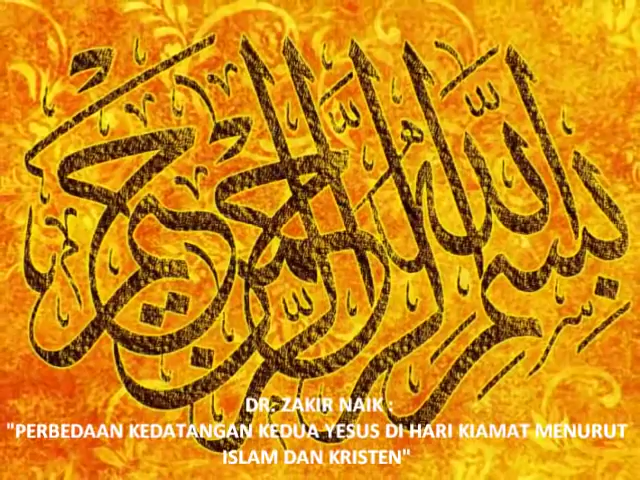 بسم الله الرحمن الرحيم
DR. ZAKIR NAIK :
"PERBEDAAN KEDATANGAN KEDUA YESUS DI HARI KIAMAT MENURUT
ISLAM DAN KRISTEN"